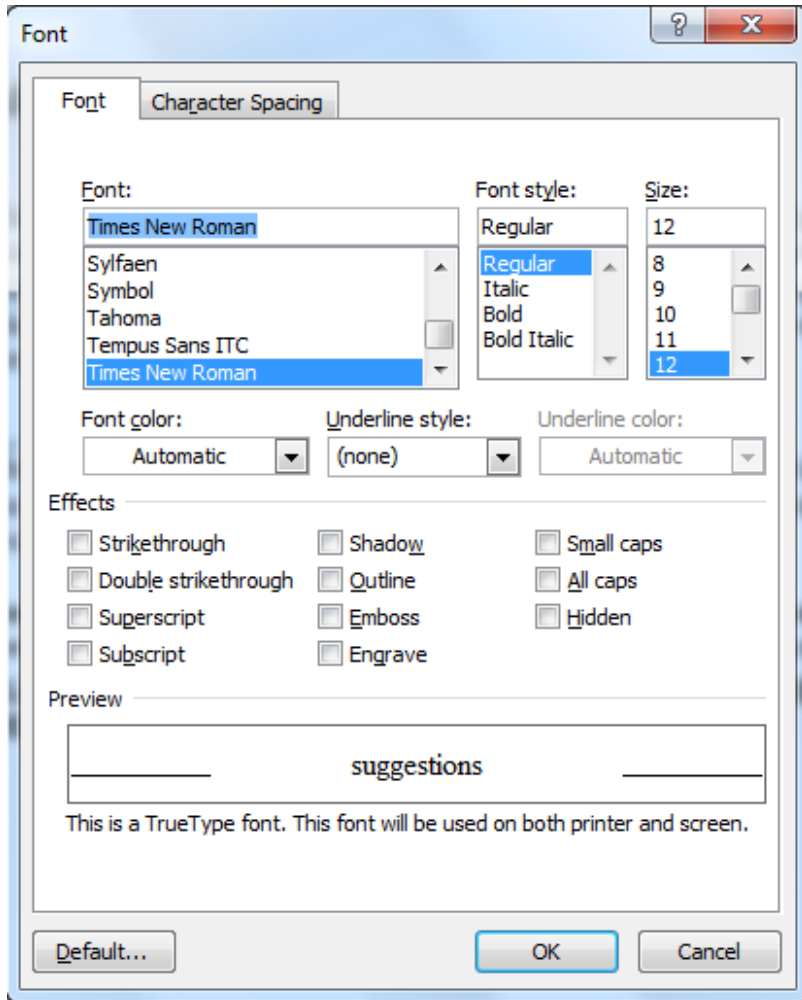 Font
Font Character Spacing
Font: Font style: Size:
Times New Roman Regular 12
Sylfaen Regular 8
Symbol Italic 9
Tahoma Bold 10
Tempus Sans ITC Bold Italic 11
Times New Roman 12
Font color: Underline style: Underline color:
Automatic (none) Automatic
Effects
Strikethrough Shadow Small caps
Double strikethrough Outline All caps
Superscript Emboss Hidden
Subscript Engrave
Preview
suggestions
This is a TrueType font. This font will be used on both printer and screen.
Default... OK Cancel